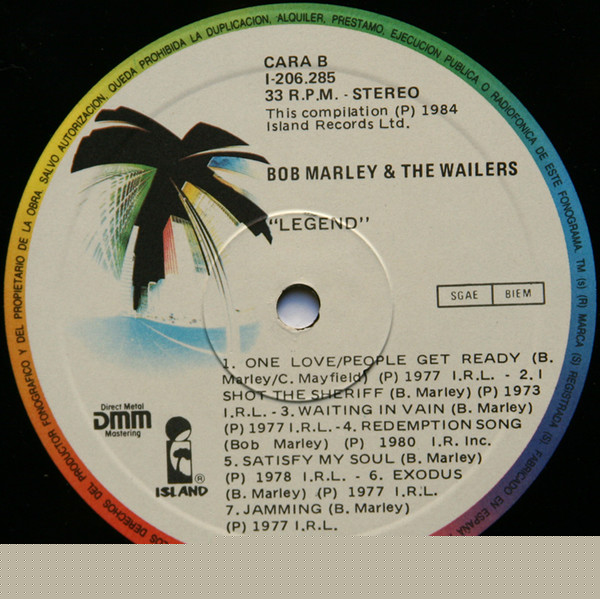 CARA B
I-206.285
33 R.P.M. - STEREO
This compilation (P) 1984
Island Records Ltd.
BOB MARLEY & THE WAILERS
"LEGEND"
SGAE BIEM
1. ONE LOVE/PEOPLE GET READY (B.
Marley/C. Mayfield) (P) 1977 I.R.L. - 2. I
SHOT THE SHERIFF (B. Marley) (P) 1973
I.R.L. - 3. WAITING IN VAIN (B. Marley)
(P) 1977 I.R.L. - 4. REDEMPTION SONG
(Bob Marley) (P) 1980 I.R. Inc.
5. SATISFY MY SOUL (B. Marley)
(P) 1978 I.R.L. - 6. EXODUS
(B. Marley) (P) 1977 I.R.L.
7. JAMMING (B. Marley)
(P) 1977 I.R.L.
Direct Metal
DMM
Mastering
ISLAND ®
LOS DERECHOS DEL PRODUCTOR FONOGRAFICO Y DEL PROPIETARIO DE LA OBRA. SALVO AUTORIZACION, QUEDA PROHIBIDA LA DUPLICACION, ALQUILER, PRESTAMO, EJECUCION PUBLICA O RADIOFONICA DE ESTE FONOGRAMA. TM (s) (R) MARCA (S) REGISTRADA (S). FABRICADO EN ESPAÑA